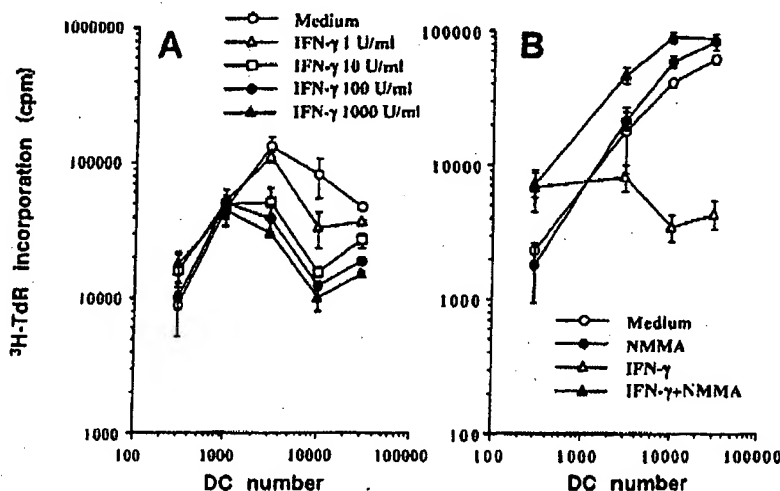 A
Medium
IFN-γ 1 U/ml
IFN-γ 10 U/ml
IFN-γ 100 U/ml
IFN-γ 1000 U/ml
³H-TdR incorporation (cpm)
1000000
100000
10000
1000
100
1000
10000
100000
DC number
B
100000
10000
1000
100
Medium
NMMA
IFN-γ
IFN-γ+NMMA
100
1000
10000
100000
DC number